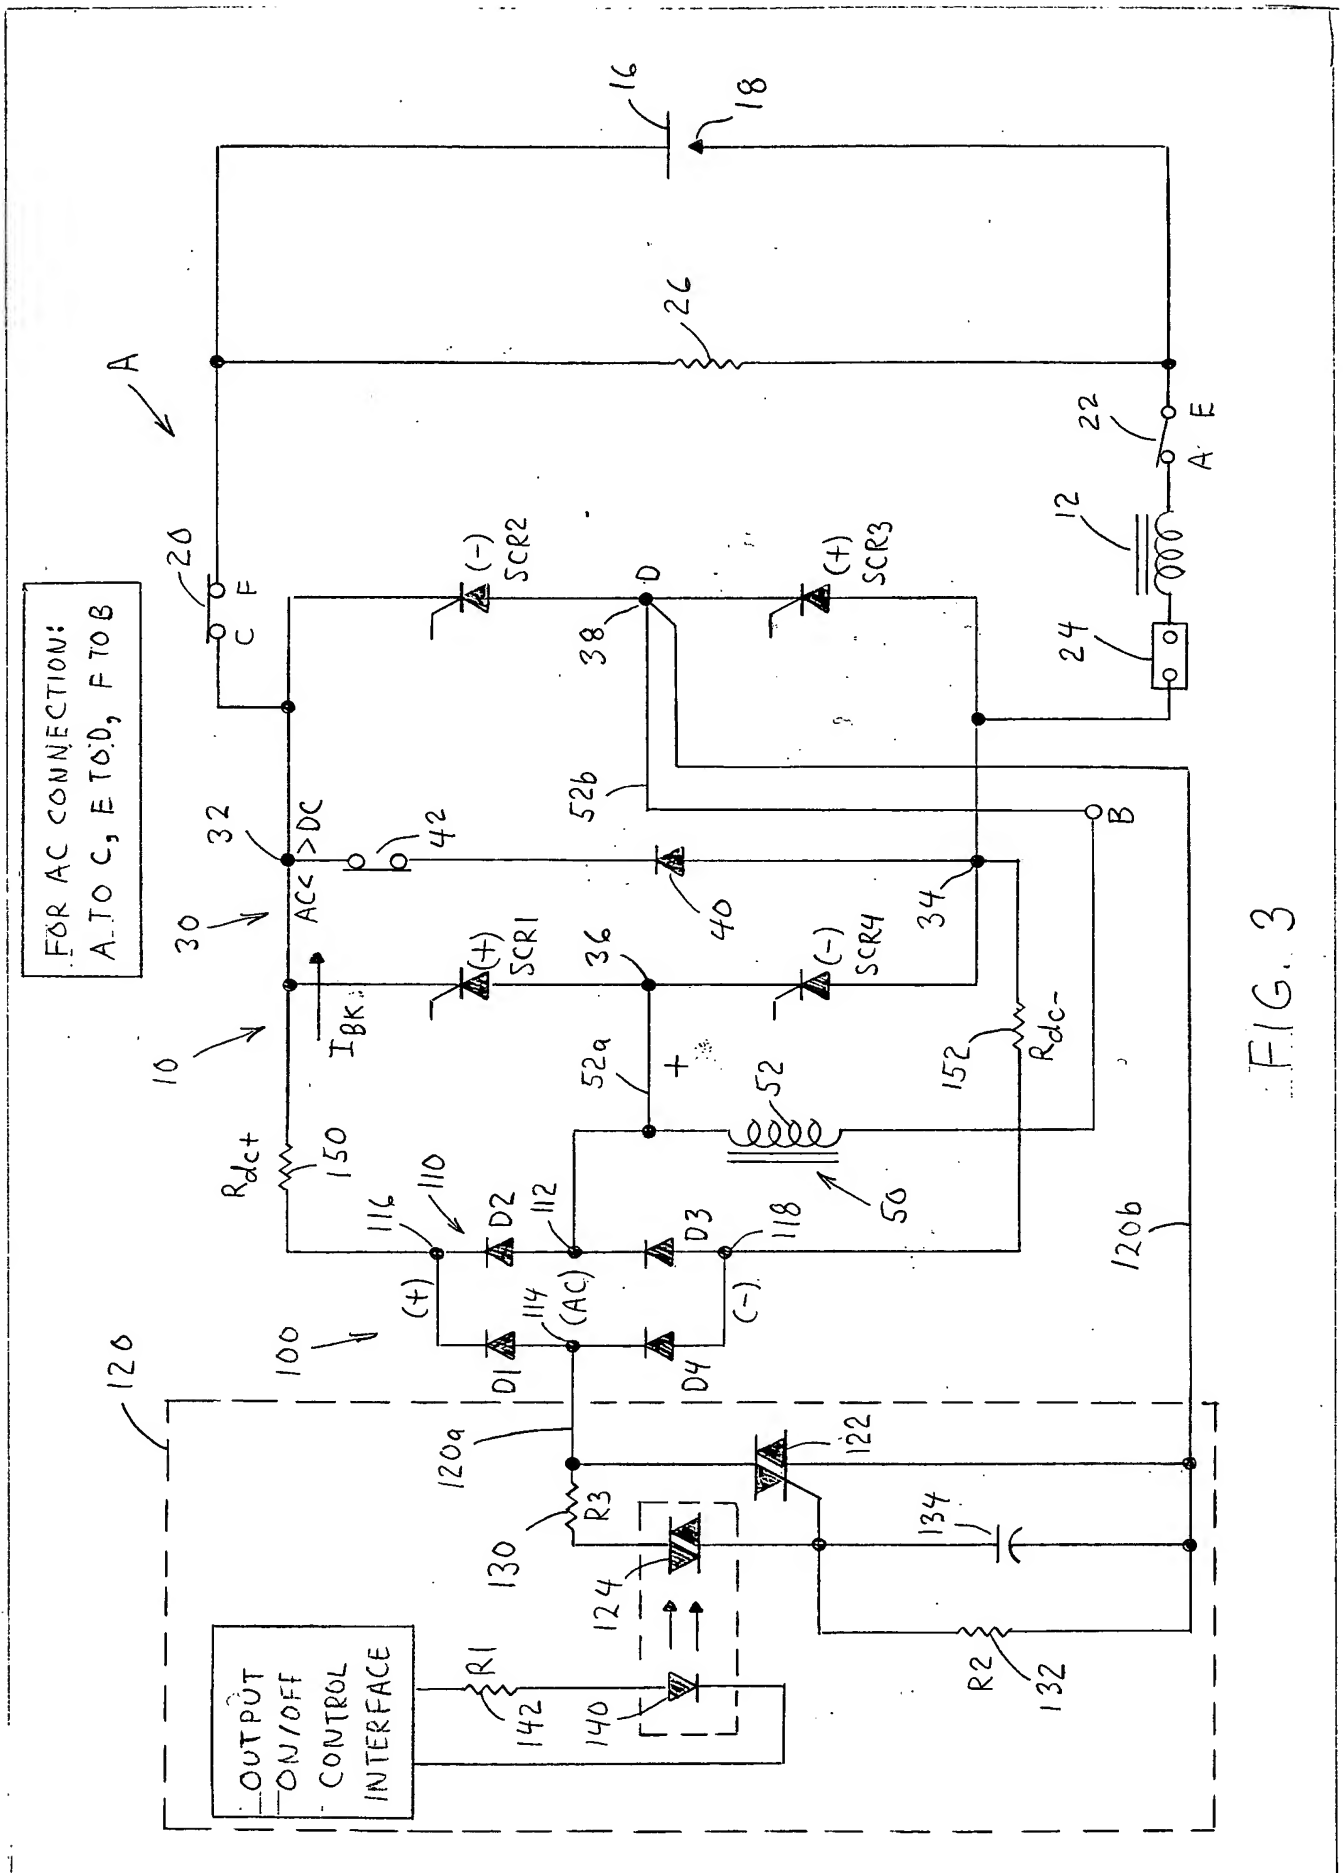 FOR AC CONNECTION:
A TO C, E TO D, F TO B
A
10
30
32
20
C
F
16
18
26
22
A
E
12
24
Rdc+
150
IBK
AC< >DC
42
(+)
SCR1
(-)
SCR2
40
36
38
D
52a
52b
+
(-)
SCR4
(+)
SCR3
34
152
Rdc-
B
52
50
100
110
116
(+)
D1
D2
114
(AC)
112
D4
D3
(-)
118
120
120a
120b
OUTPUT
ON/OFF
CONTROL
INTERFACE
R1
142
140
124
130
R3
122
134
R2
132
FIG. 3